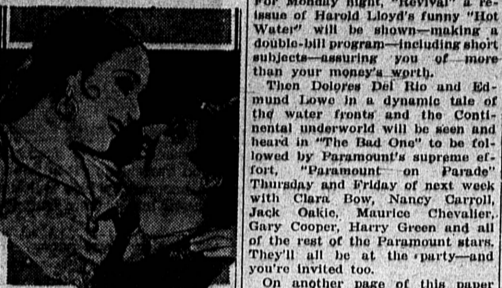 For Monday night, "Revival" a re-
issue of Harold Lloyd's funny "Hot
Water" will be shown—making a
double-bill program—including short
subjects—assuring you of more
than your money's worth.
Then Dolores Del Rio and Ed-
mund Lowe in a dynamic tale of
the water fronts and the Conti-
nental underworld will be seen and
heard in "The Bad One" to be fol-
lowed by Paramount's supreme ef-
fort, "Paramount on Parade"
Thursday and Friday of next week
with Clara Bow, Nancy Carroll,
Jack Oakie, Maurice Chevalier,
Gary Cooper, Harry Green and all
of the rest of the Paramount stars.
They'll all be at the party—and
you're invited too.
On another page of this paper